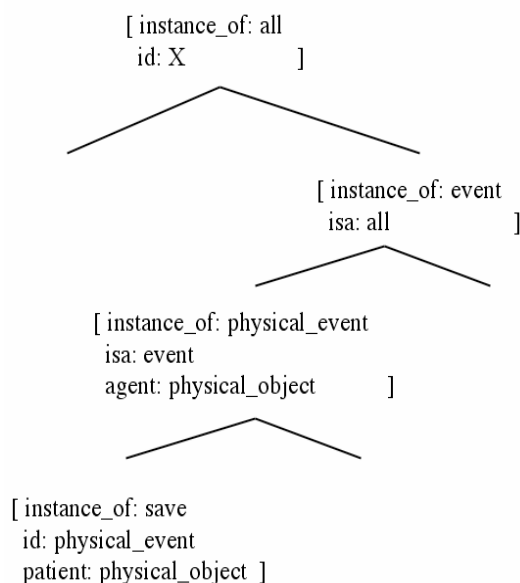 [ instance_of: all
id: X ]
[ instance_of: event
isa: all ]
[ instance_of: physical_event
isa: event
agent: physical_object ]
[ instance_of: save
id: physical_event
patient: physical_object ]